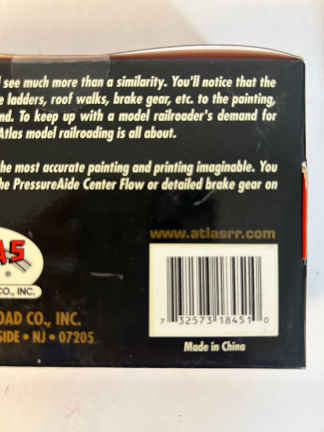 see much more than a similarity. You'll notice that the
ladders, roof walks, brake gear, etc. to the painting,
nd. To keep up with a model railroader's demand for
Atlas model railroading is all about.
the most accurate painting and printing imaginable. You
the PressureAide Center Flow or detailed brake gear on
www.atlasrr.com
AS
®
CO., INC.
OAD CO., INC.
SIDE • NJ • 07205
7 32573 18451 0
Made in China